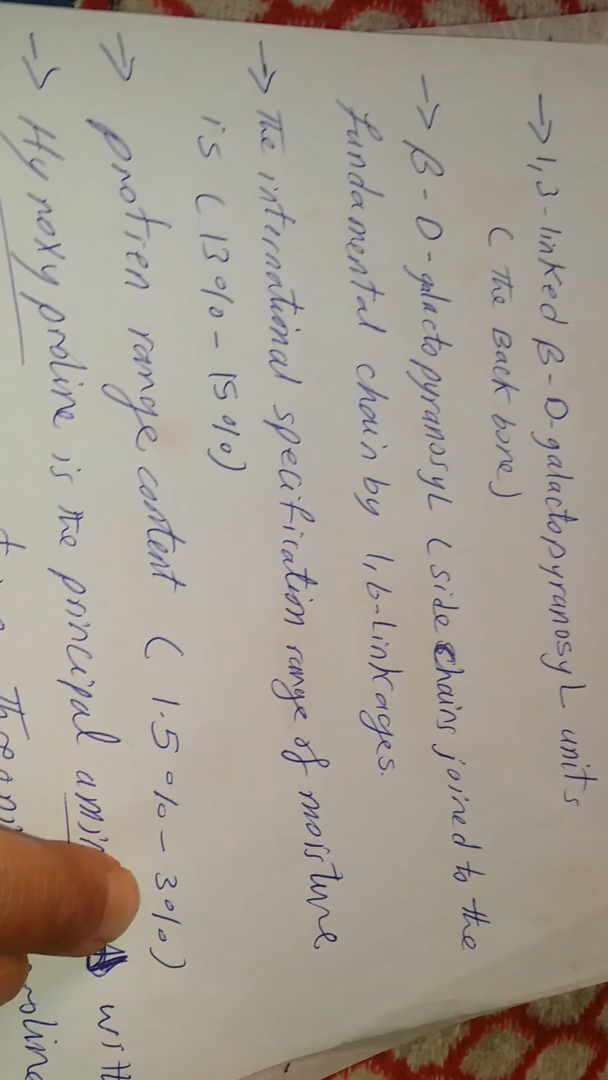 → 1,3-linked B-D-galactopyranosyL units
( The Back bone)
→ B-D-galactopyranosyL (side chains joined to the
fundamental chain by 1,6-Linkages.
→ The international specification range of moisture
is (13%-15%)
→ protien range content ( 1.5%-3%)
→ Hynoxyproline is the principal with